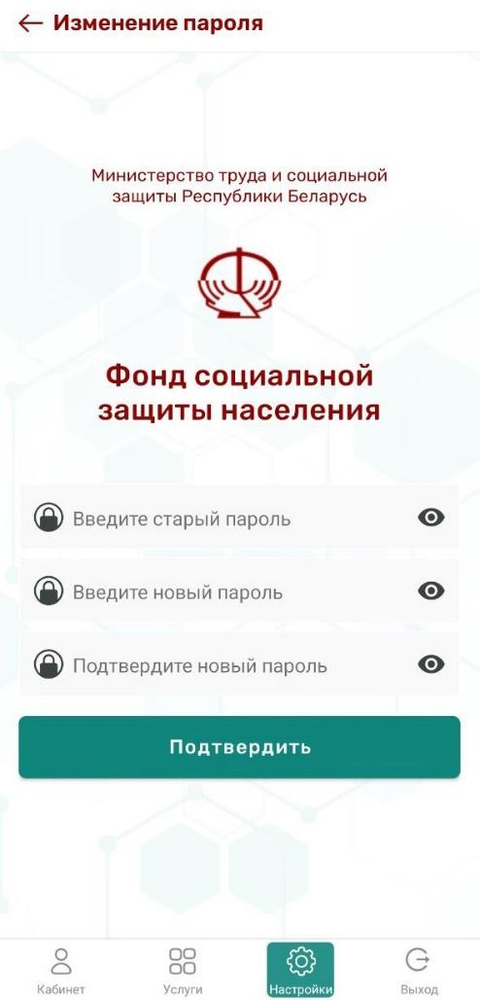 Изменение пароля
Министерство труда и социальной
защиты Республики Беларусь
Фонд социальной
защиты населения
Введите старый пароль
Введите новый пароль
Подтвердите новый пароль
Подтвердить
Кабинет
Услуги
Настройки
Выход